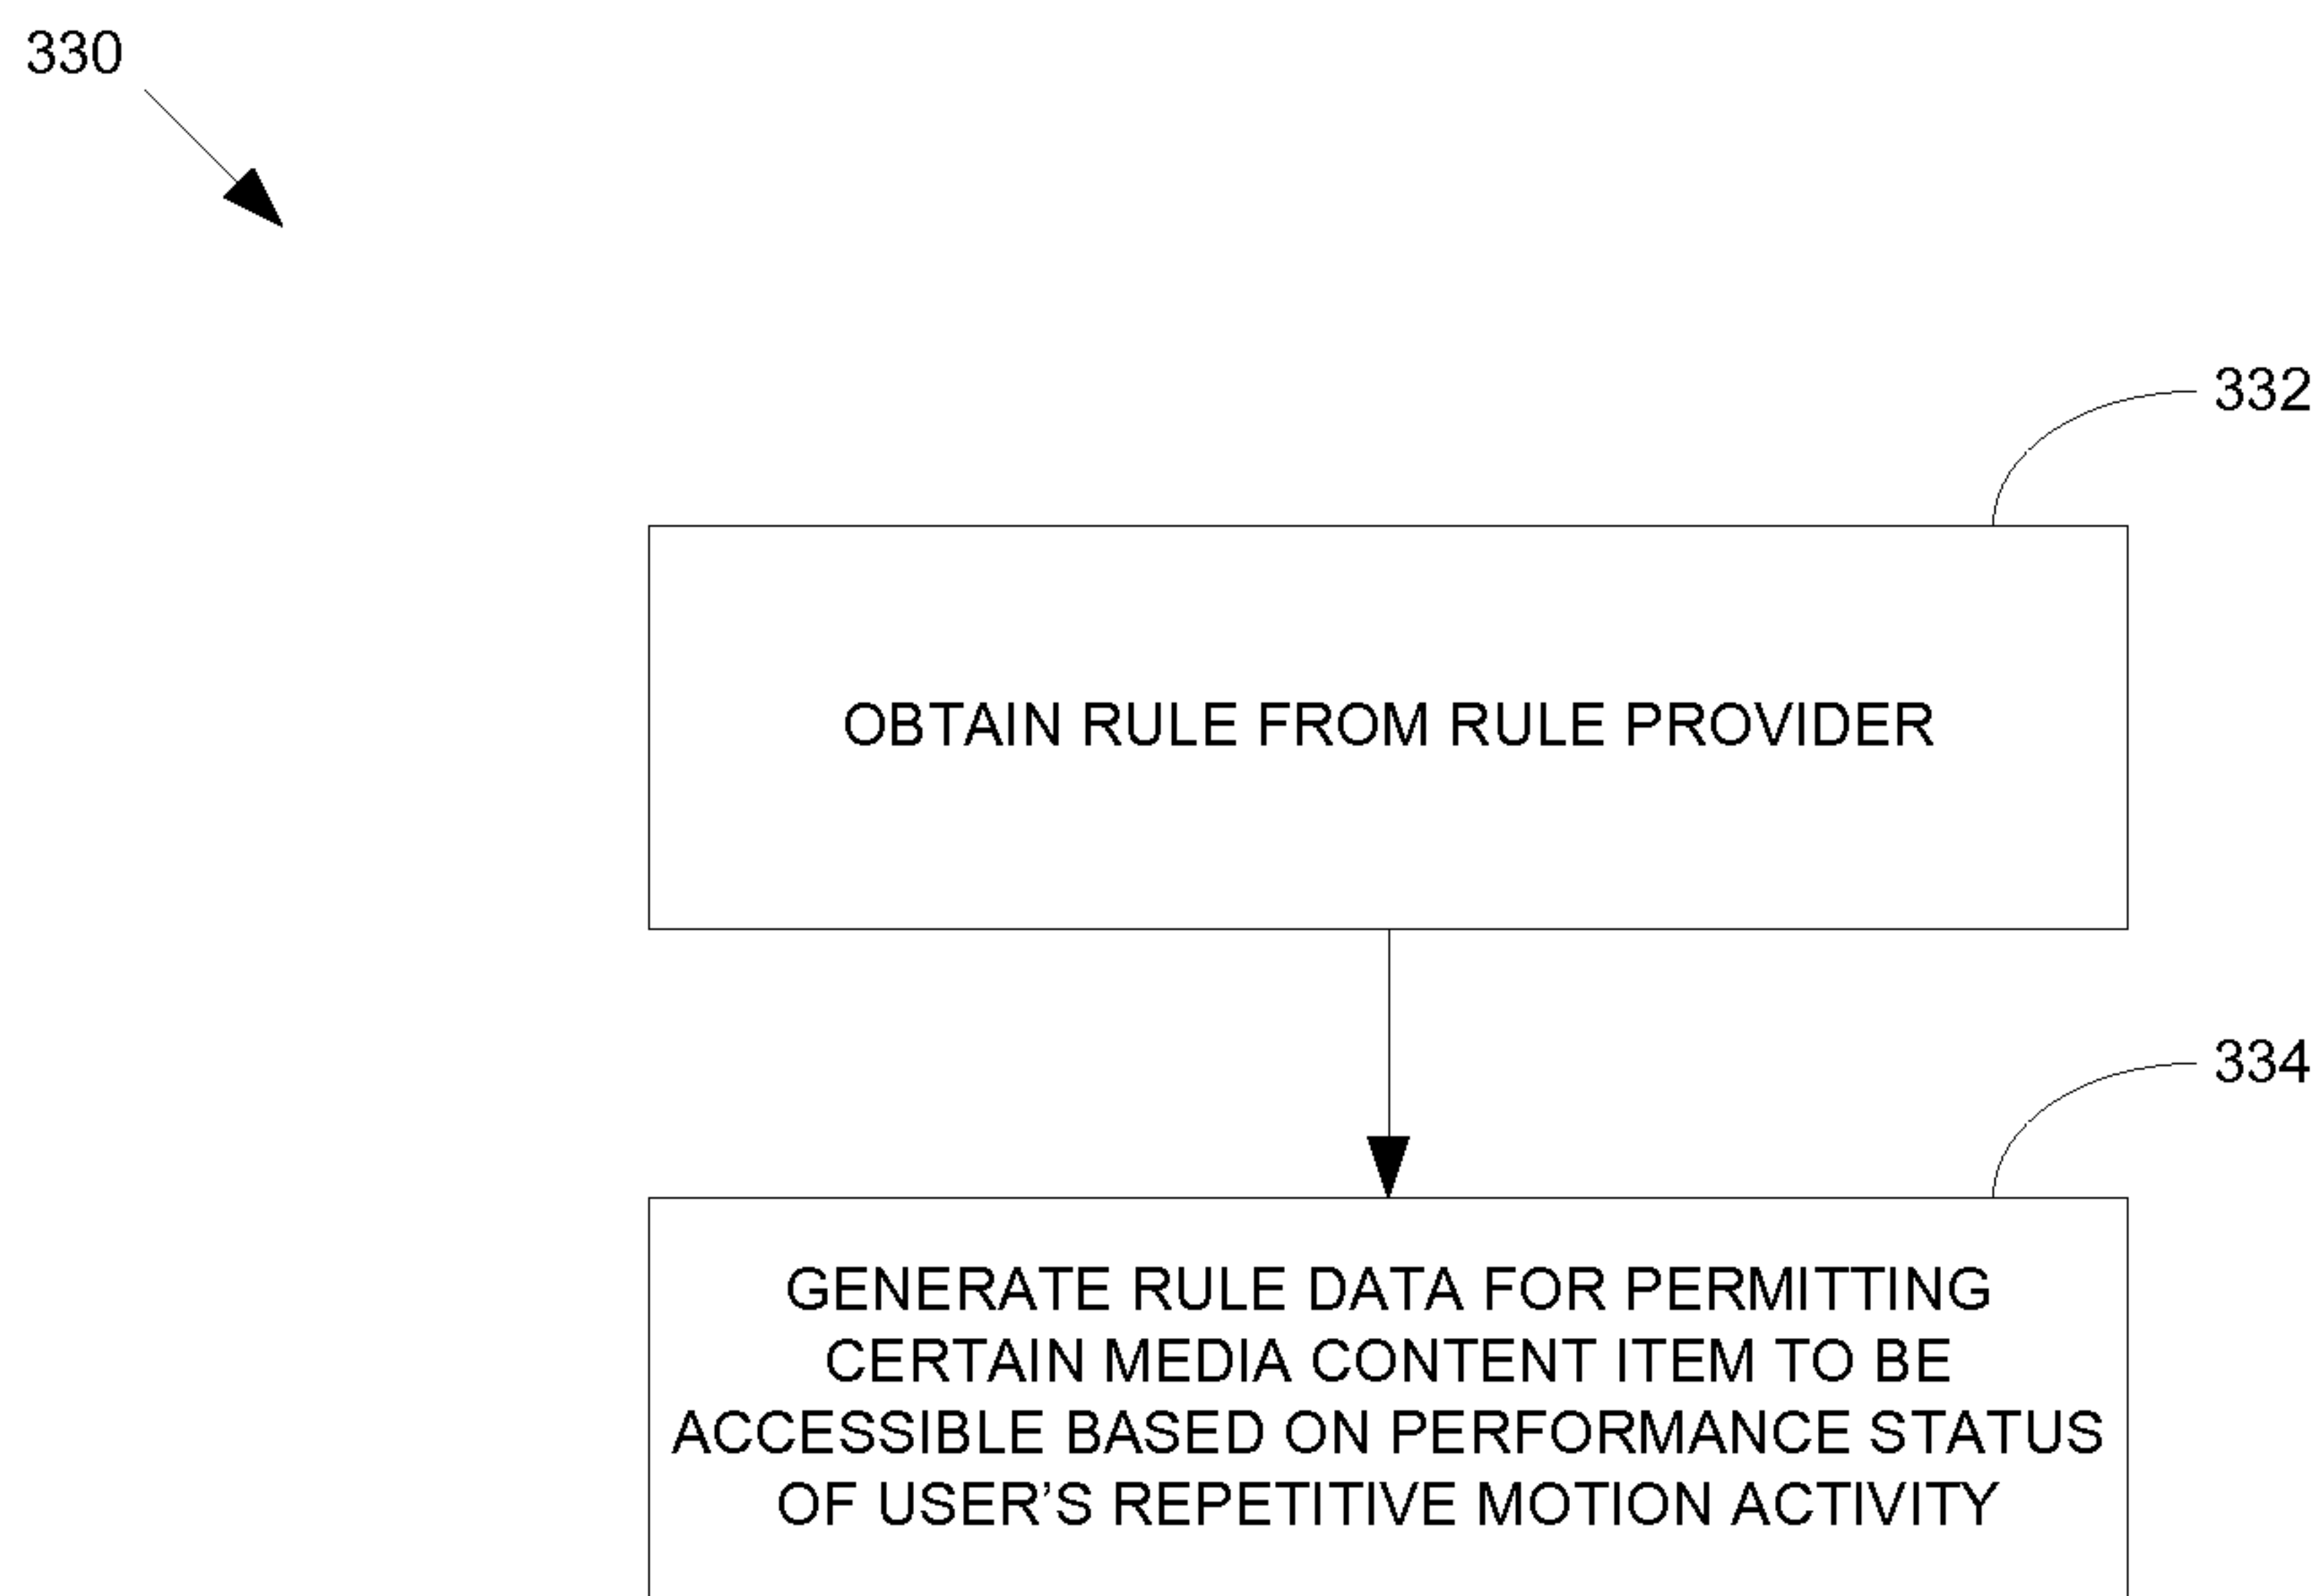 330
332
OBTAIN RULE FROM RULE PROVIDER
334
GENERATE RULE DATA FOR PERMITTING
CERTAIN MEDIA CONTENT ITEM TO BE
ACCESSIBLE BASED ON PERFORMANCE STATUS
OF USER’S REPETITIVE MOTION ACTIVITY